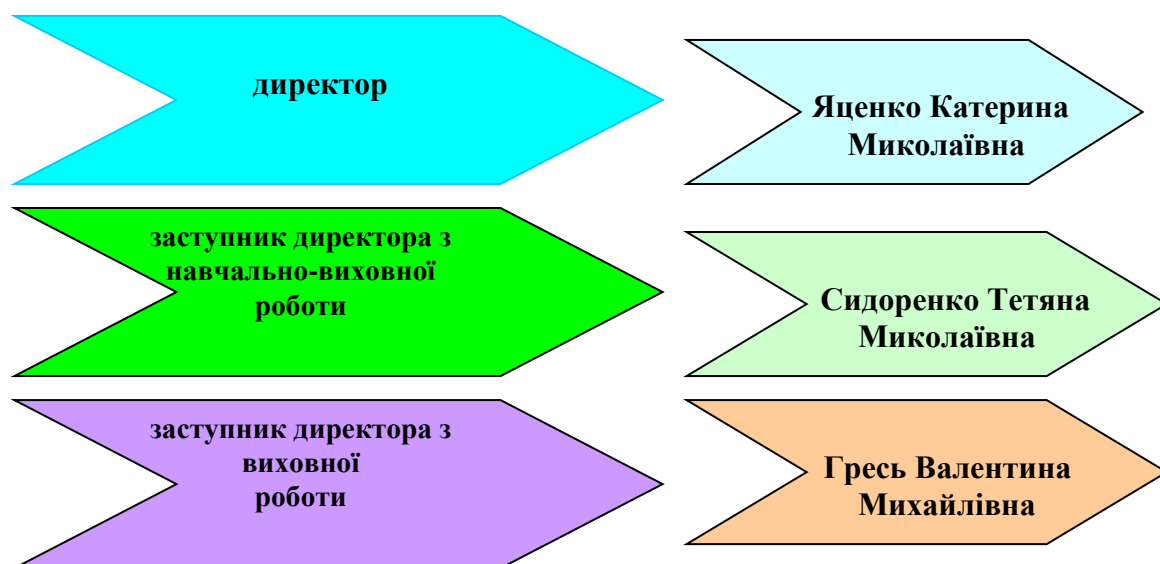 директор
Яценко Катерина
Миколаївна
заступник директора з
навчально-виховної
роботи
Сидоренко Тетяна
Миколаївна
заступник директора з
виховної
роботи
Гресь Валентина
Михайлівна